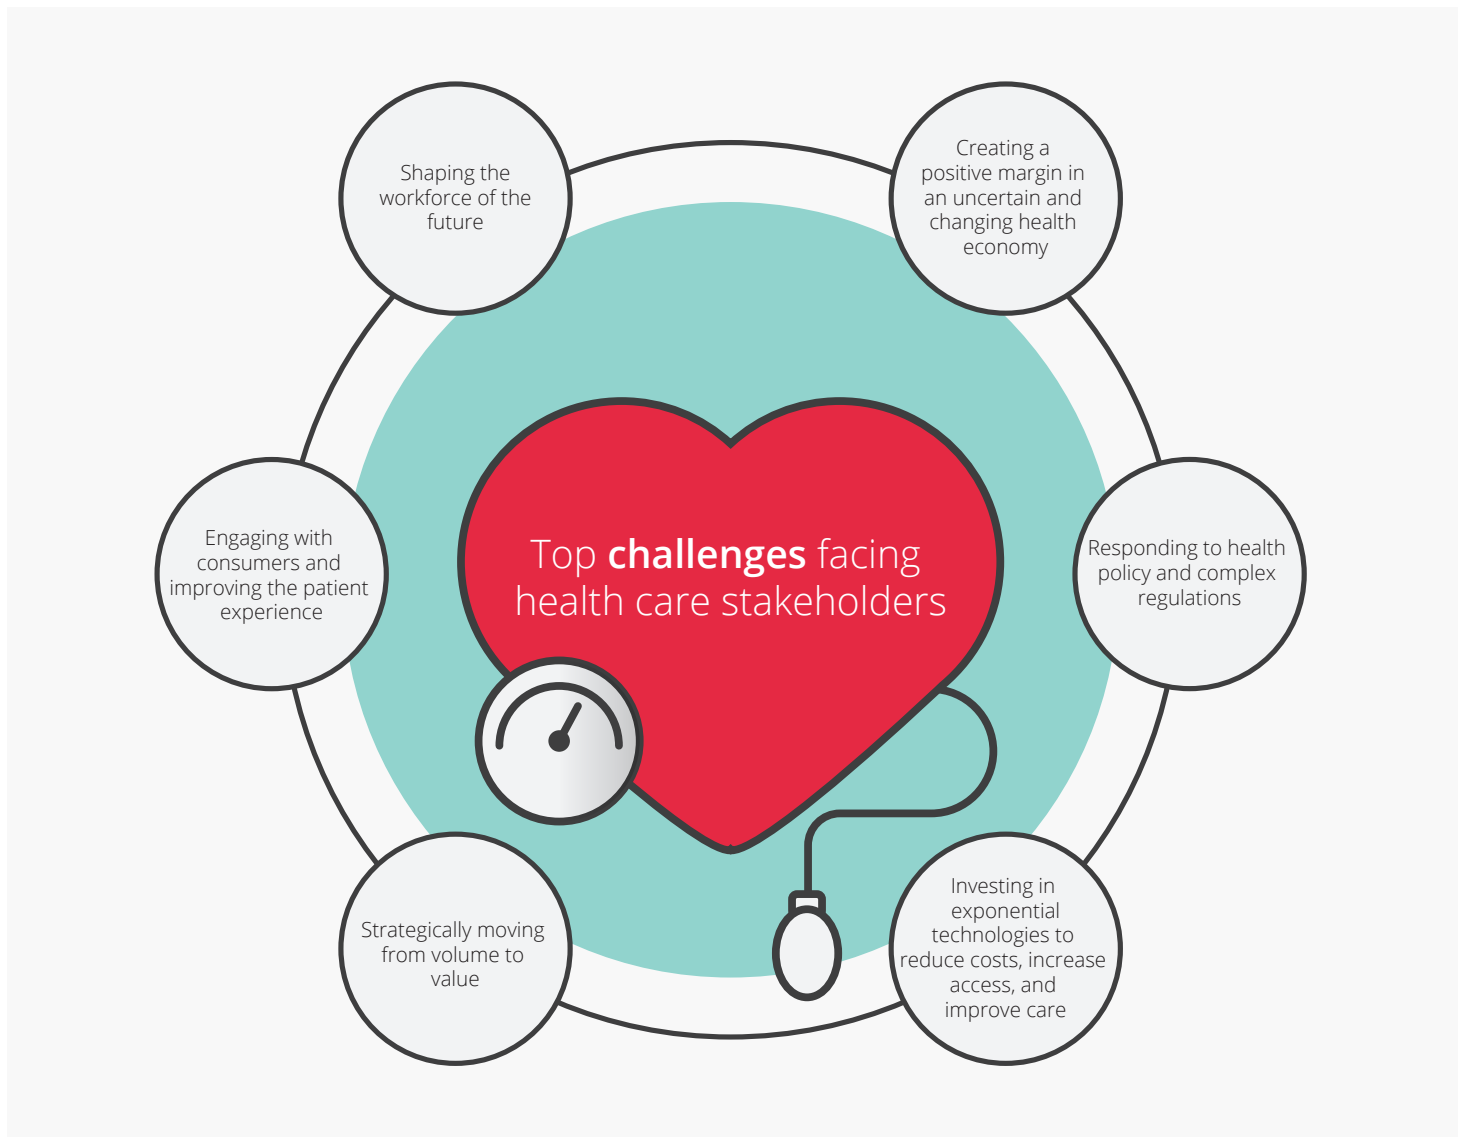 Shaping the
workforce of the
future
Creating a
positive margin in
an uncertain and
changing health
economy
Engaging with
consumers and
improving the patient
experience
Top challenges facing
health care stakeholders
Responding to health
policy and complex
regulations
Strategically moving
from volume to
value
Investing in
exponential
technologies to
reduce costs, increase
access, and
improve care